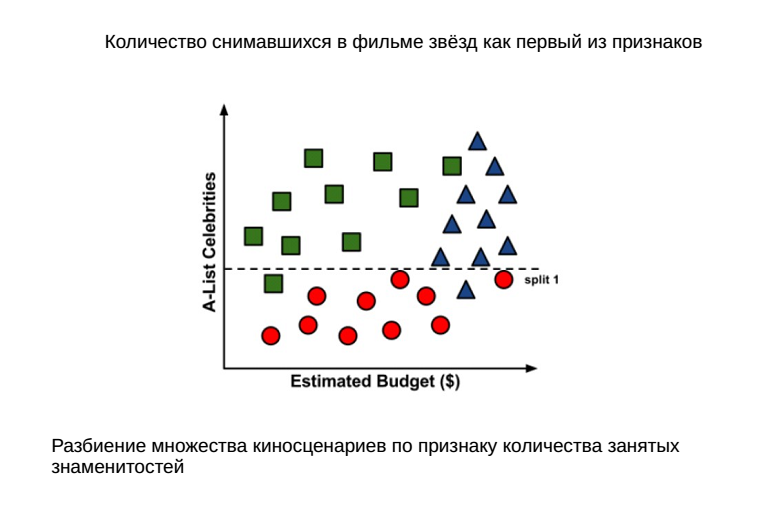 Количество снимавшихся в фильме звёзд как первый из признаков
A-List Celebrities
split 1
Estimated Budget ($)
Разбиение множества киносценариев по признаку количества занятых
знаменитостей